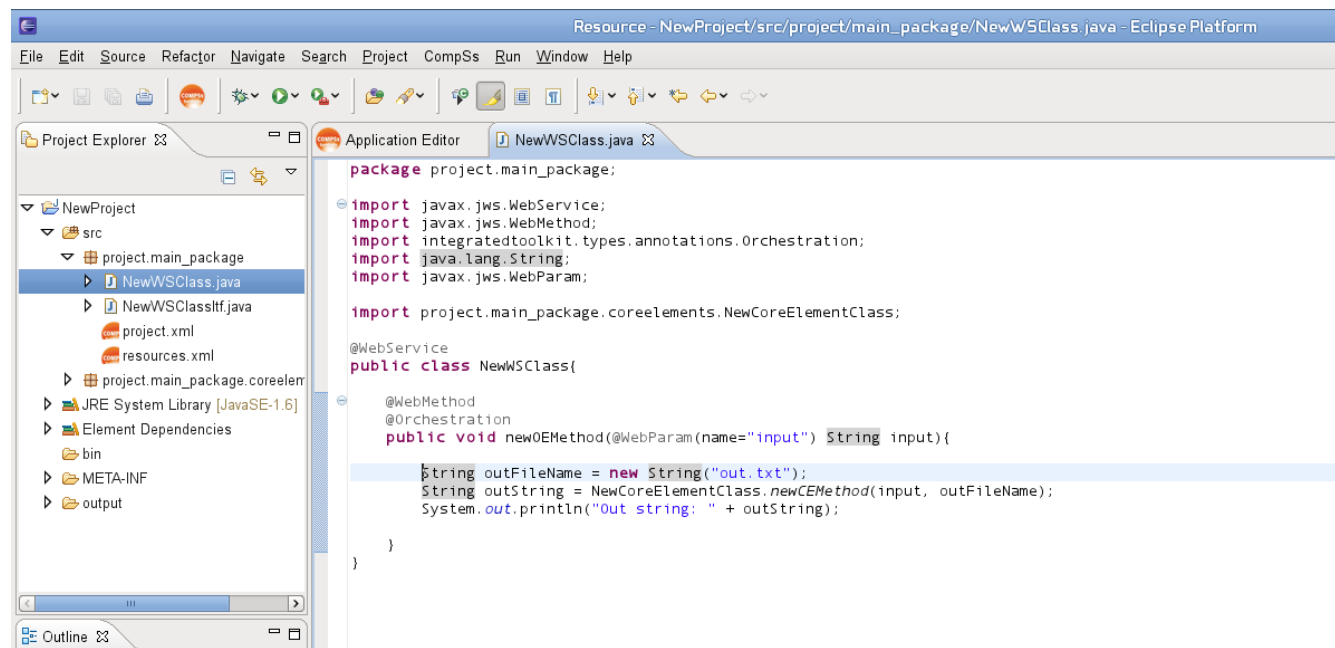 Resource - NewProject/src/project/main_package/NewWSClass.java - Eclipse Platform
File Edit Source Refactor Navigate Search Project CompSs Run Window Help
Project Explorer
Application Editor
NewWSClass.java
NewProject
src
project.main_package
NewWSClass.java
NewWSClassItf.java
project.xml
resources.xml
project.main_package.coreelem
JRE System Library [JavaSE-1.6]
Element Dependencies
bin
META-INF
output
Outline
package project.main_package;
import javax.jws.WebService;
import javax.jws.WebMethod;
import integratedtoolkit.types.annotations.Orchestration;
import java.lang.String;
import javax.jws.WebParam;
import project.main_package.coreelements.NewCoreElementClass;
@WebService
public class NewWSClass{
@WebMethod
@Orchestration
public void newOEMethod(@WebParam(name="input") String input){
String outFileName = new String("out.txt");
String outString = NewCoreElementClass.newCEMethod(input, outFileName);
System.out.println("Out string: " + outString);
}
}